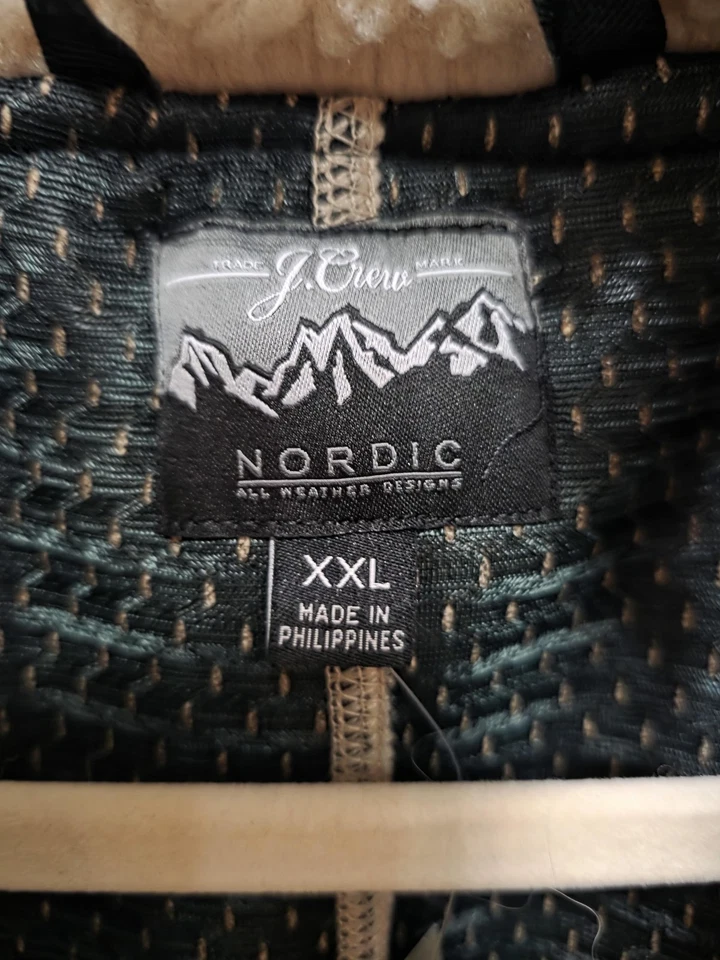 TRADE J.Crew MARK
NORDIC
ALL WEATHER DESIGNS
XXL
MADE IN
PHILIPPINES